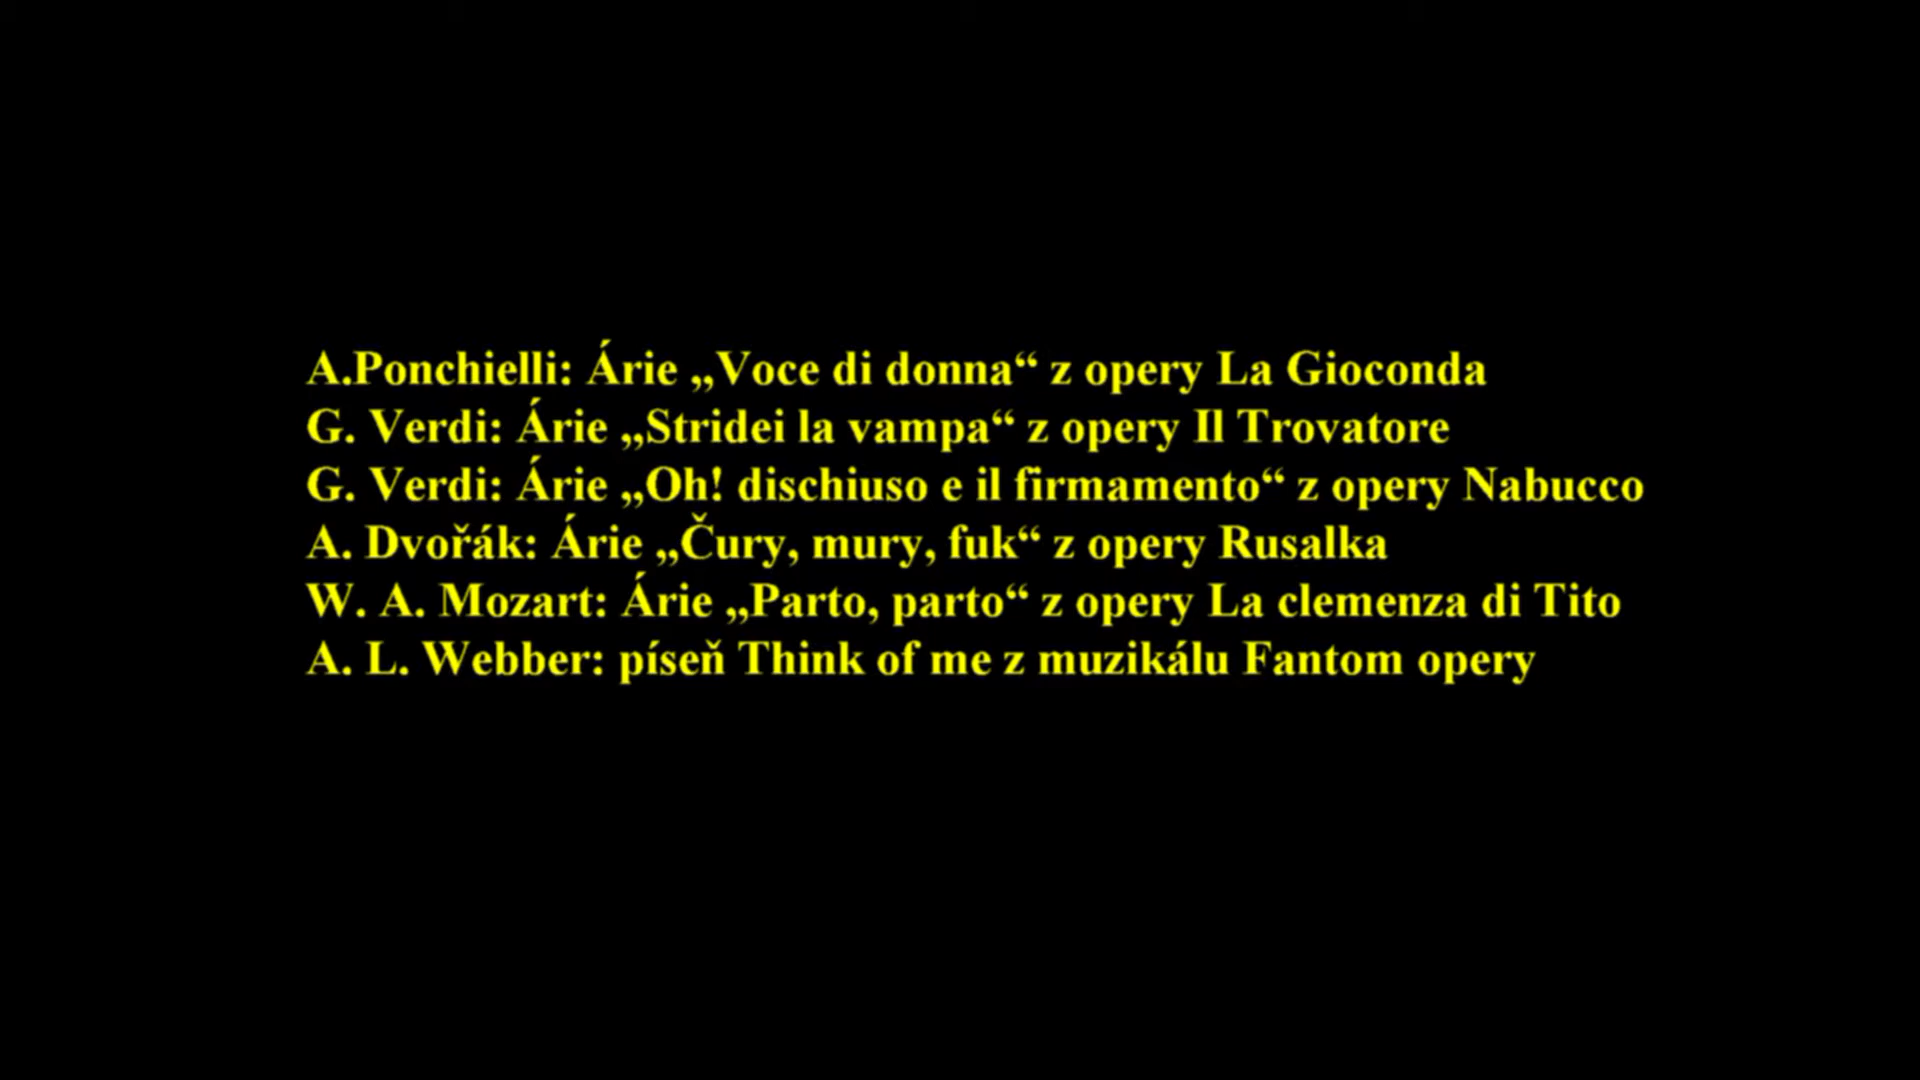 A.Ponchielli: Árie „Voce di donna“ z opery La Gioconda
G. Verdi: Árie „Stridei la vampa“ z opery Il Trovatore
G. Verdi: Árie „Oh! dischiuso e il firmamento“ z opery Nabucco
A. Dvořák: Árie „Čury, mury, fuk“ z opery Rusalka
W. A. Mozart: Árie „Parto, parto“ z opery La clemenza di Tito
A. L. Webber: píseň Think of me z muzikálu Fantom opery